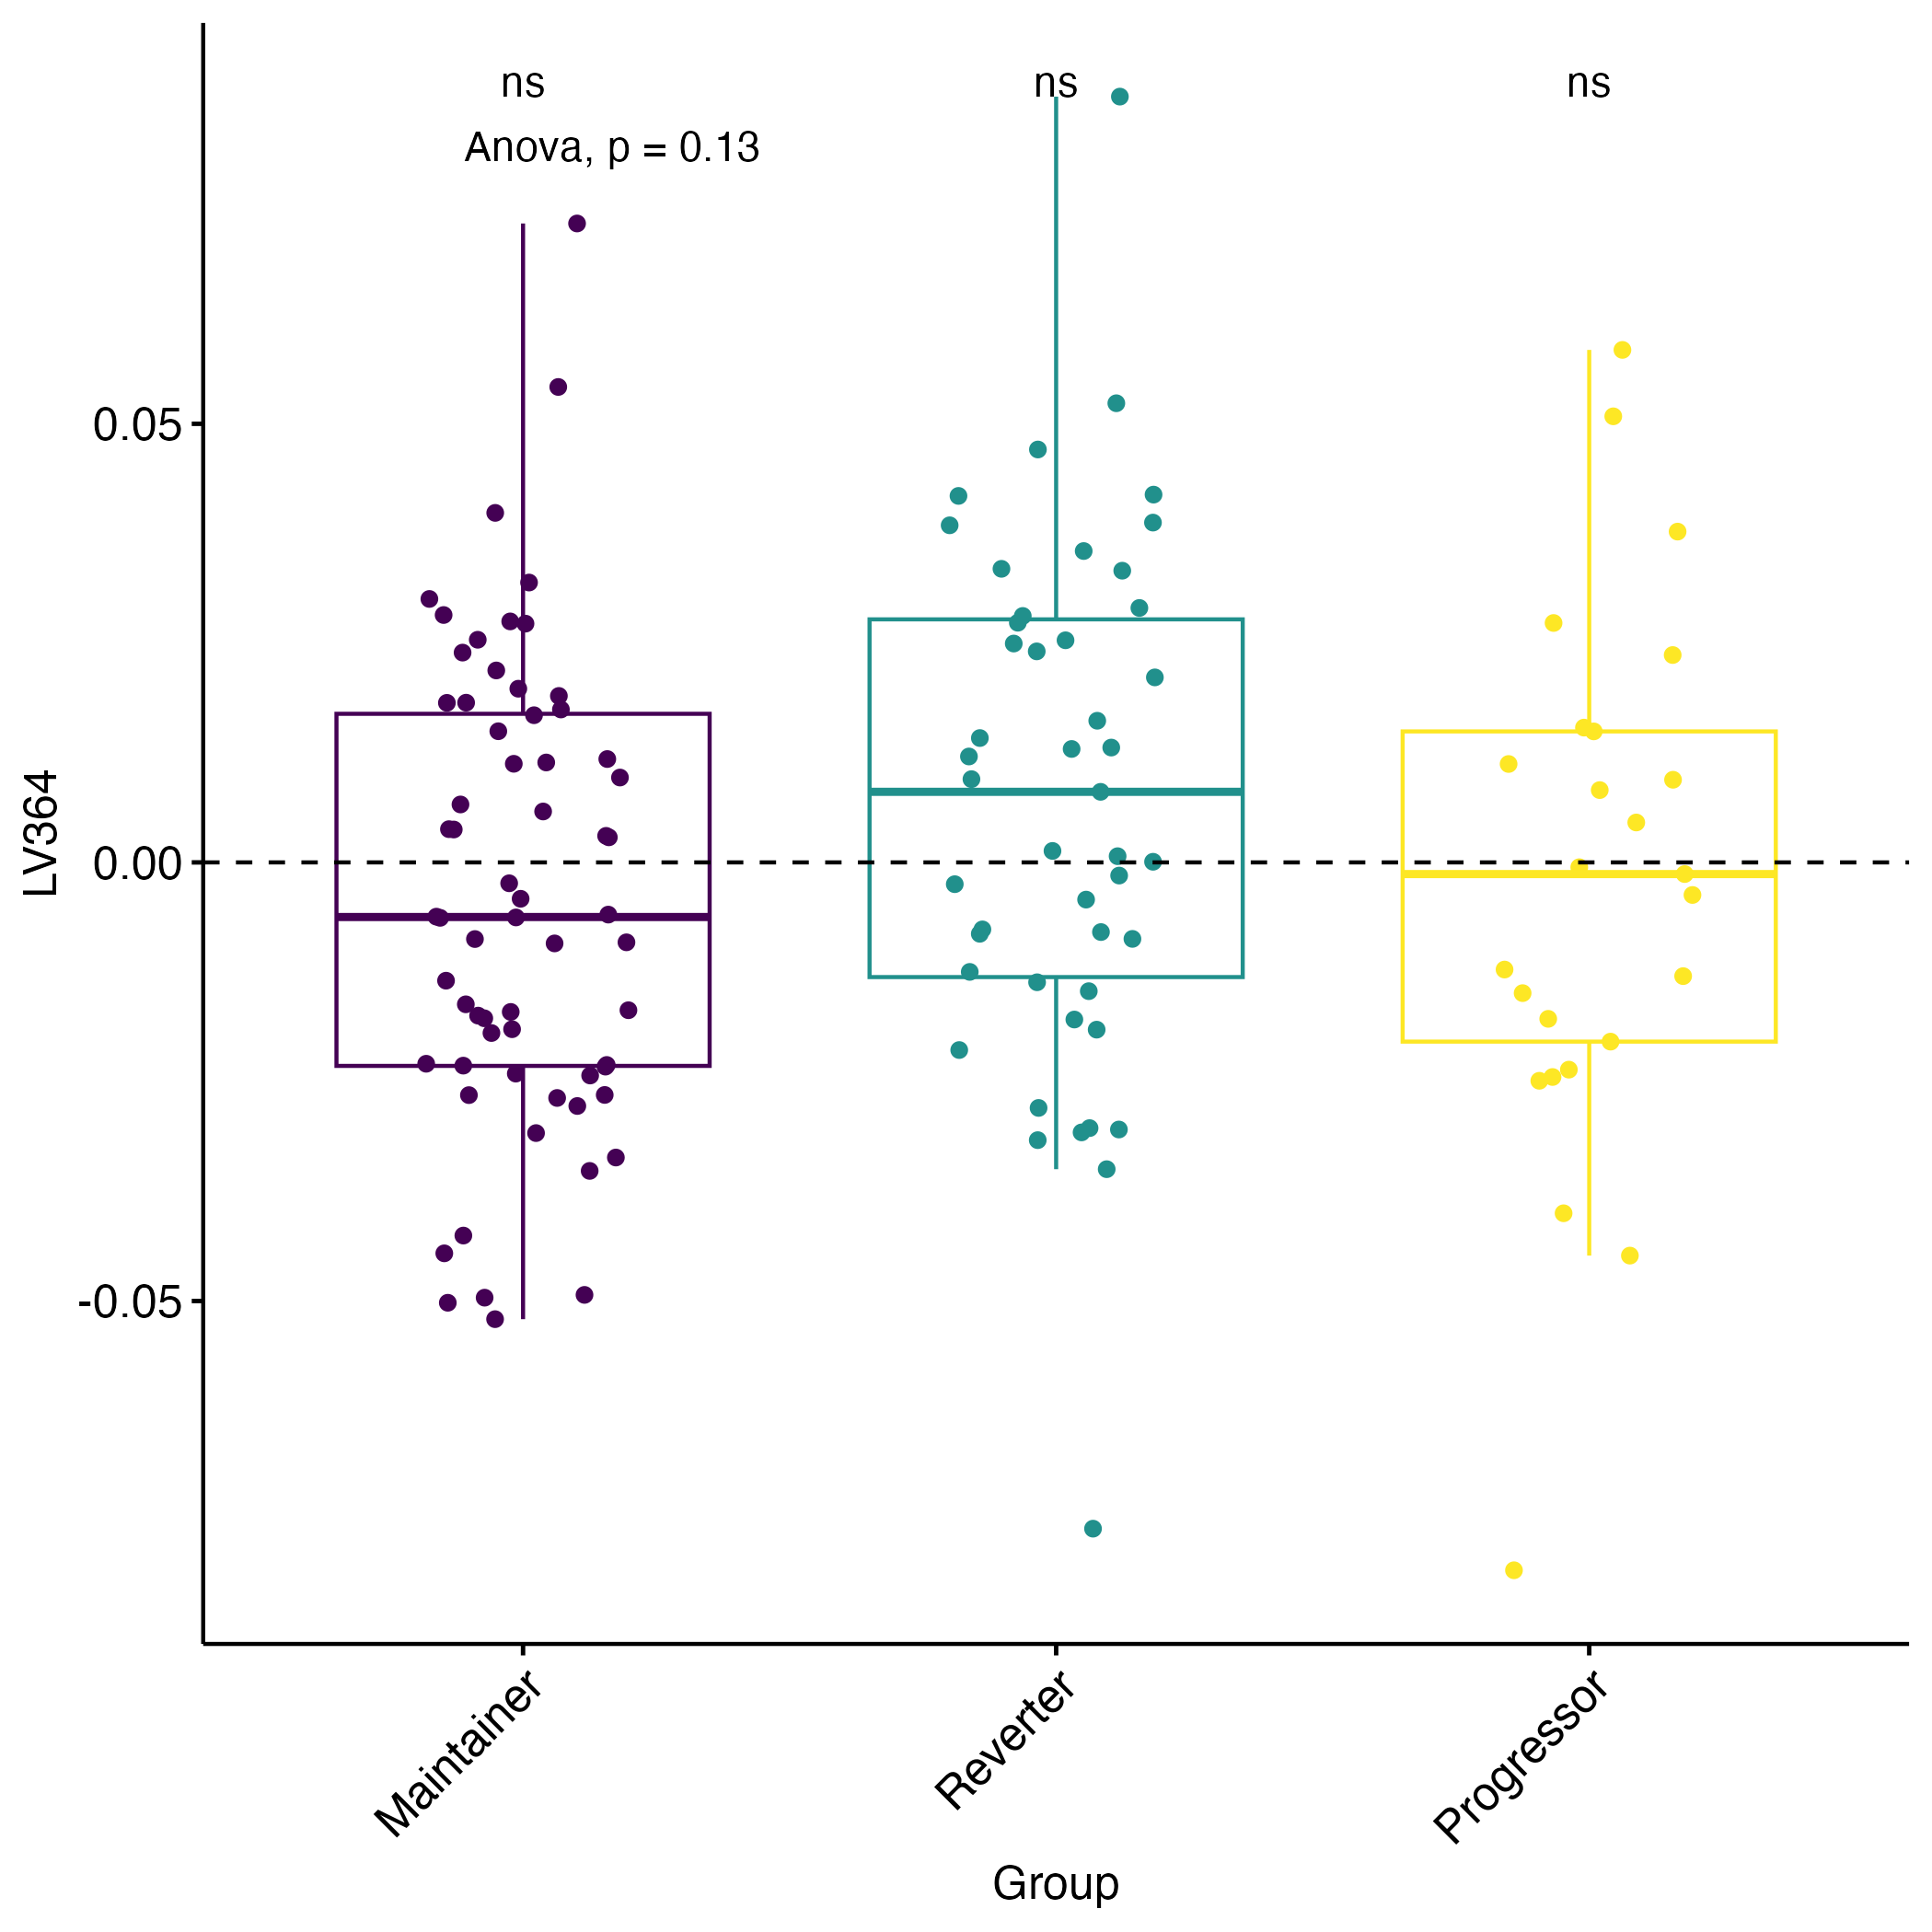 ns ns ns
Anova, p = 0.13
0.05
0.00
-0.05
LV364
Maintainer
Reverter
Progressor
Group